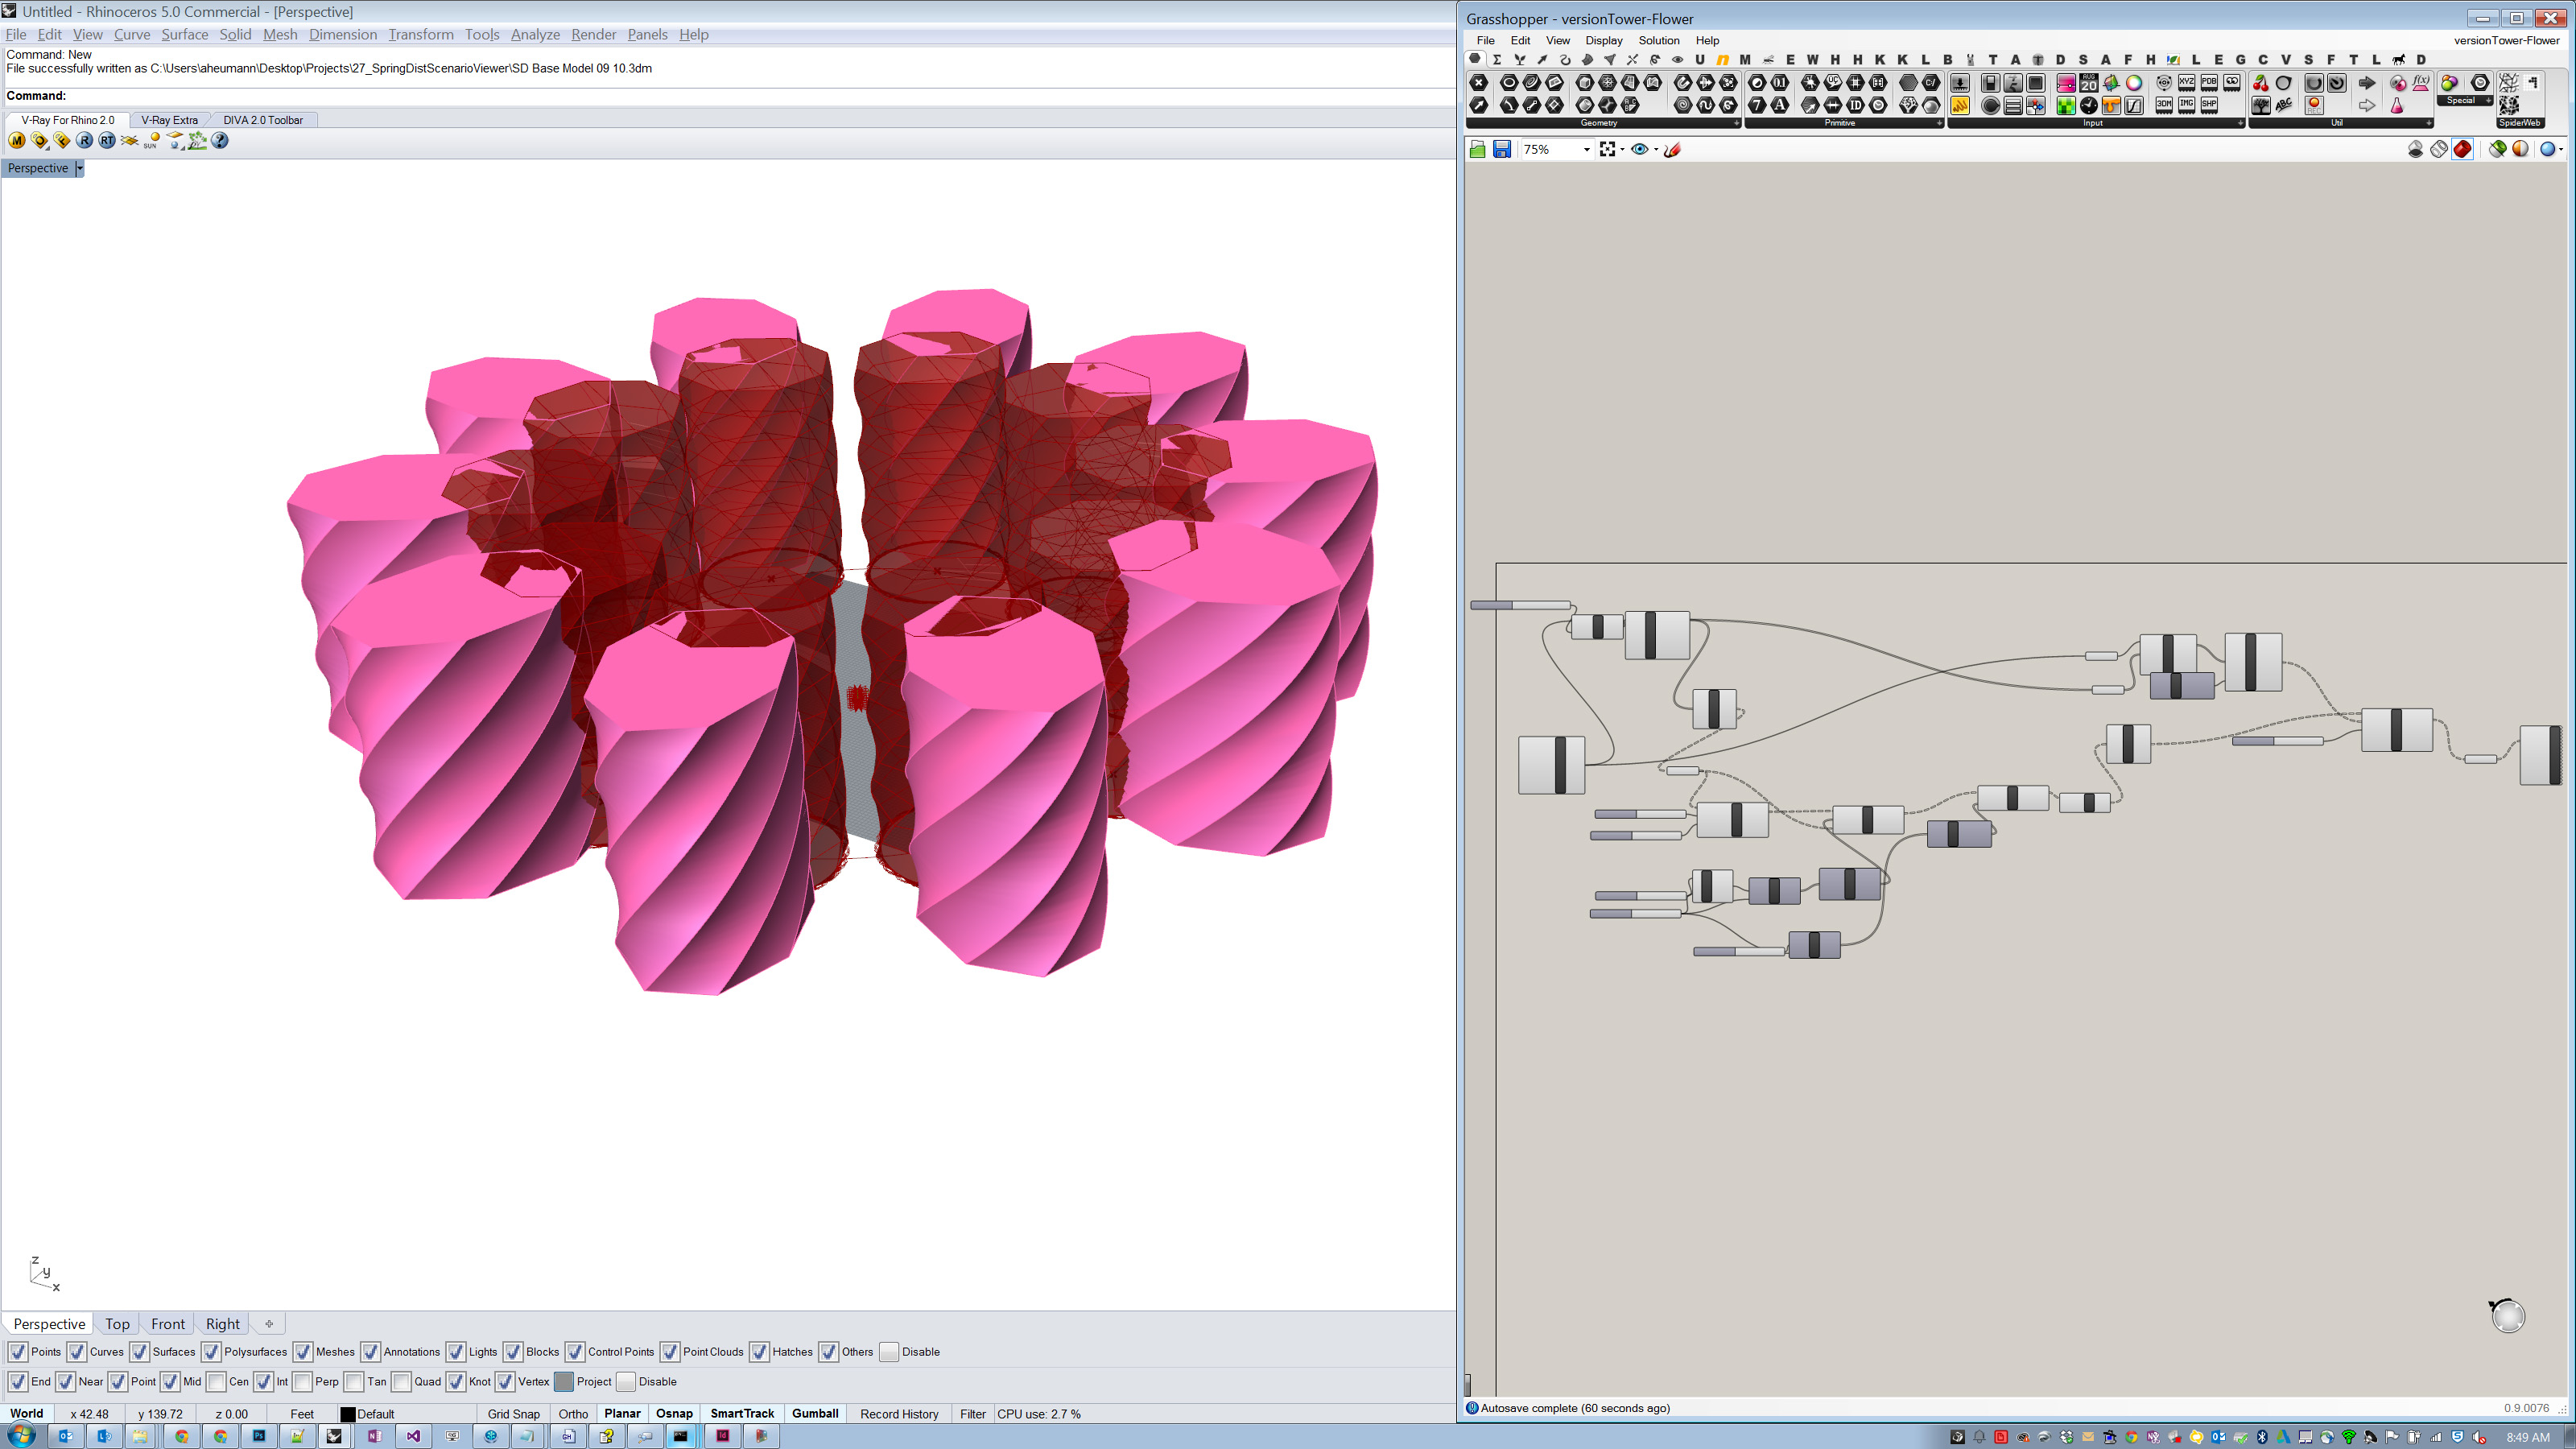 Untitled - Rhinoceros 5.0 Commercial - [Perspective]
File Edit View Curve Surface Solid Mesh Dimension Transform Tools Analyze Render Panels Help
Command: New
File successfully written as C:\Users\aheumann\Desktop\Projects\27_SpringDistScenarioViewer\SD Base Model 09 10.3dm
Command:
V-Ray For Rhino 2.0 V-Ray Extra DIVA 2.0 Toolbar
M R RT SUN ?
Perspective
z
y
x
Perspective Top Front Right
Points Curves Surfaces Polysurfaces Meshes Annotations Lights Blocks Control Points Point Clouds Hatches Others Disable
End Near Point Mid Cen Int Perp Tan Quad Knot Vertex Project Disable
World x 42.48 y 139.72 z 0.00 Feet Default Grid Snap Ortho Planar Osnap SmartTrack Gumball Record History Filter CPU use: 2.7 %
Grasshopper - versionTower-Flower
File Edit View Display Solution Help versionTower-Flower
U n M E W H H K K L B T A D S A F H L E G C V S F T L D
Geometry Primitive Input Util Special SpiderWeb
75%
Autosave complete (60 seconds ago) 0.9.0076
8:49 AM